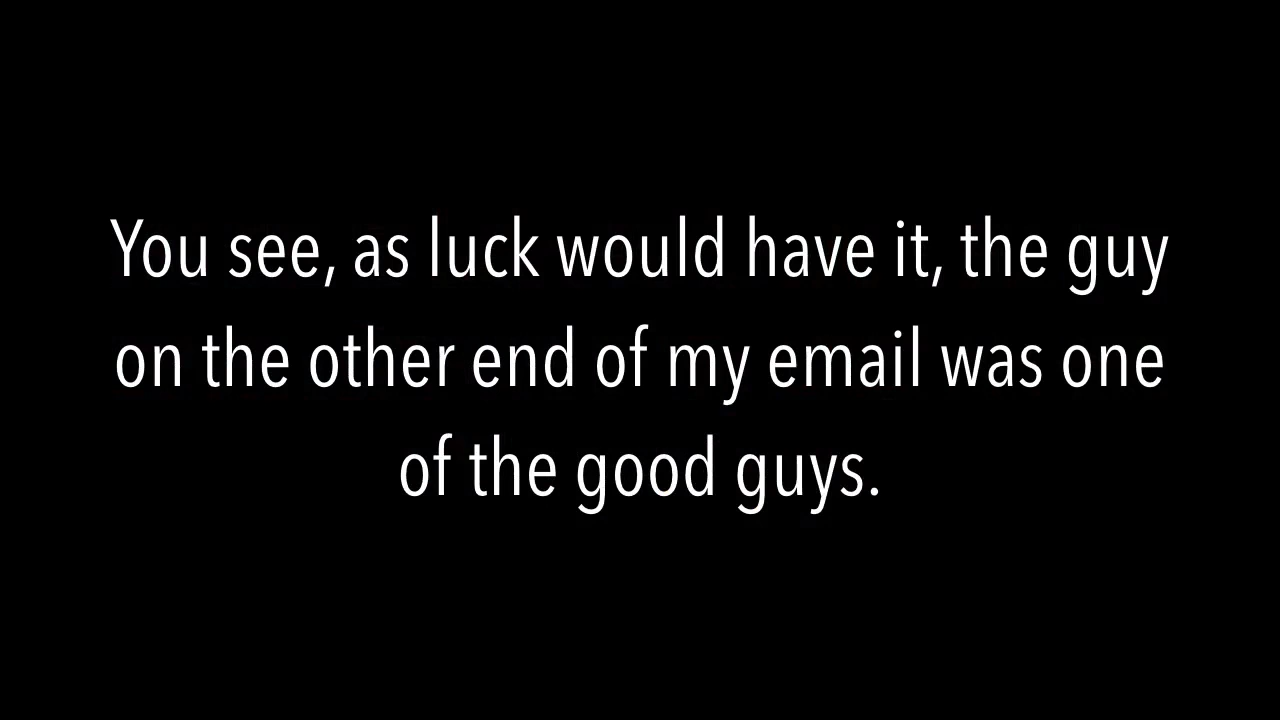 You see, as luck would have it, the guy
on the other end of my email was one
of the good guys.